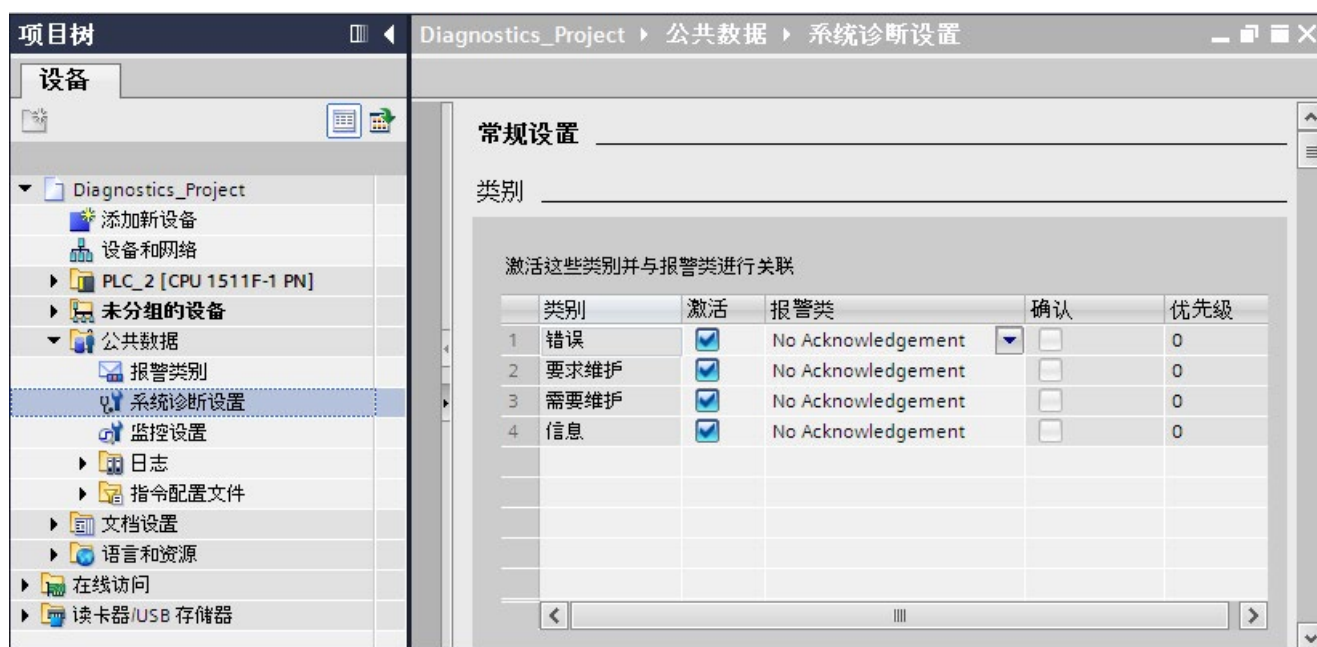 项目树
Diagnostics_Project ▸ 公共数据 ▸ 系统诊断设置
设备
常规设置
类别
Diagnostics_Project
添加新设备
设备和网络
PLC_2 [CPU 1511F-1 PN]
未分组的设备
公共数据
报警类别
系统诊断设置
监控设置
日志
指令配置文件
文档设置
语言和资源
在线访问
读卡器/USB 存储器
激活这些类别并与报警类进行关联
类别 激活 报警类 确认 优先级
1 错误 No Acknowledgement 0
2 要求维护 No Acknowledgement 0
3 需要维护 No Acknowledgement 0
4 信息 No Acknowledgement 0